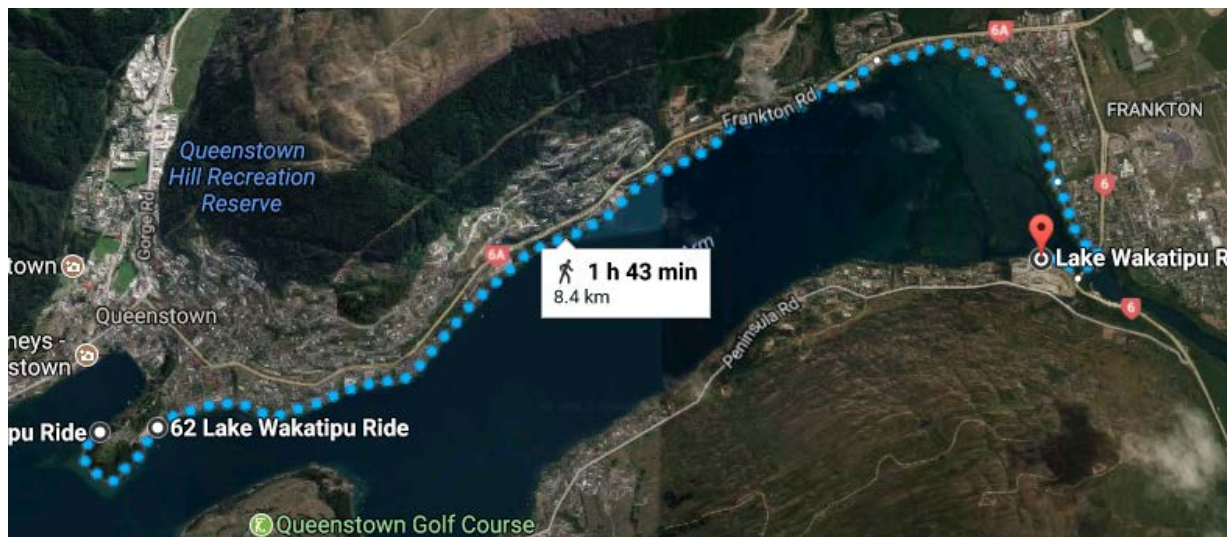 6A
Frankton Rd
FRANKTON
Queenstown
Hill Recreation
Reserve
Gorge Rd
6
6A
Arm
1 h 43 min
8.4 km
Lake Wakatipu R
town
Queenstown
Peninsula Rd
6
neys -
stown
pu Ride
62 Lake Wakatipu Ride
Queenstown Golf Course